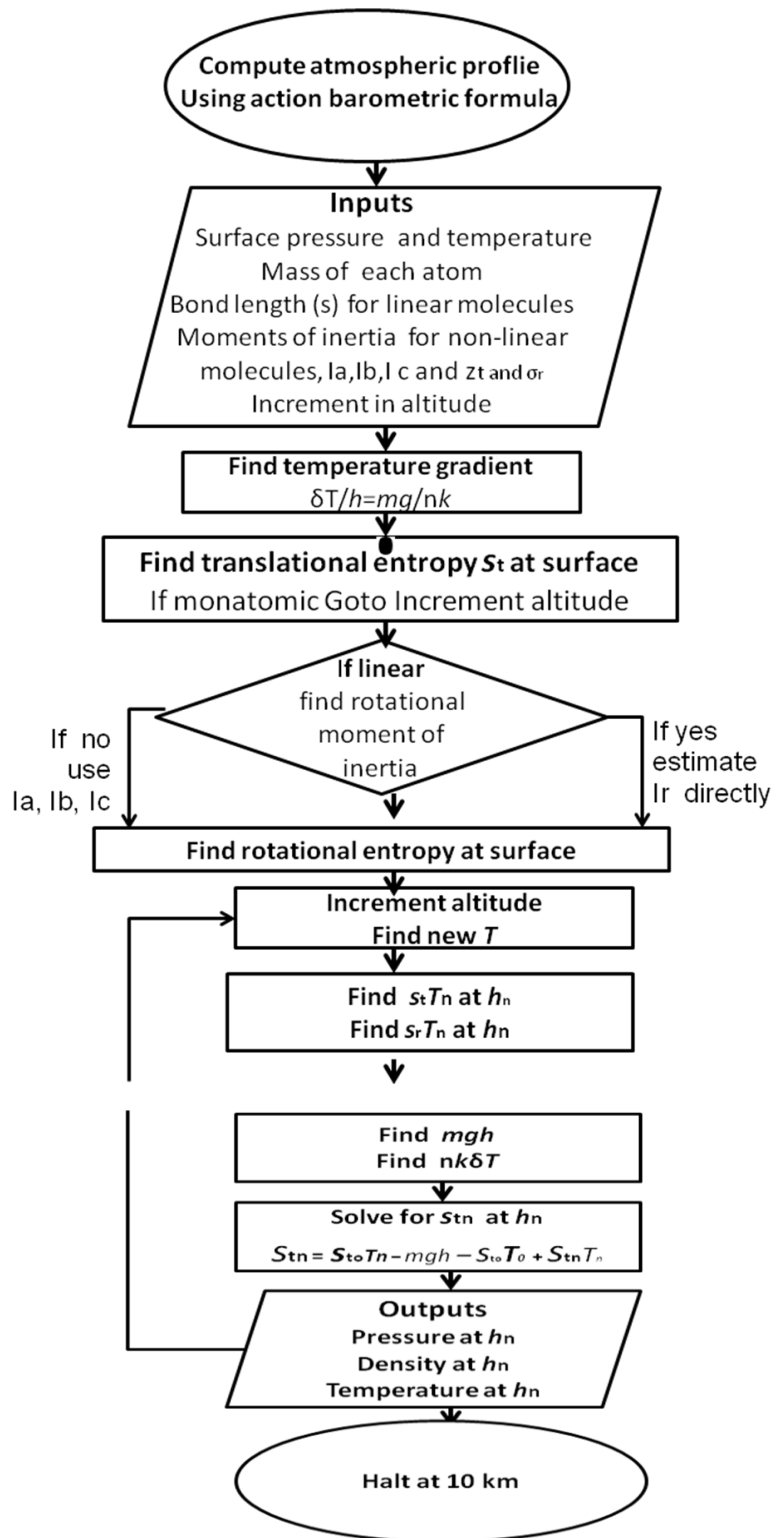 Compute atmospheric proflie
Using action barometric formula
Inputs
Surface pressure and temperature
Mass of each atom
Bond length (s) for linear molecules
Moments of inertia for non-linear
molecules, Ia,Ib,I c and zt and σr
Increment in altitude
Find temperature gradient
δT/h=mg/nk
Find translational entropy St at surface
If monatomic Goto Increment altitude
If linear
find rotational
moment of
inertia
If no
use
Ia, Ib, Ic
If yes
estimate
Ir directly
Find rotational entropy at surface
Increment altitude
Find new T
Find stTn at hn
Find srTn at hn
Find mgh
Find nkδT
Solve for stn at hn
Stn = StoTn – mgh – StoT0 + StnTn
Outputs
Pressure at hn
Density at hn
Temperature at hn
Halt at 10 km